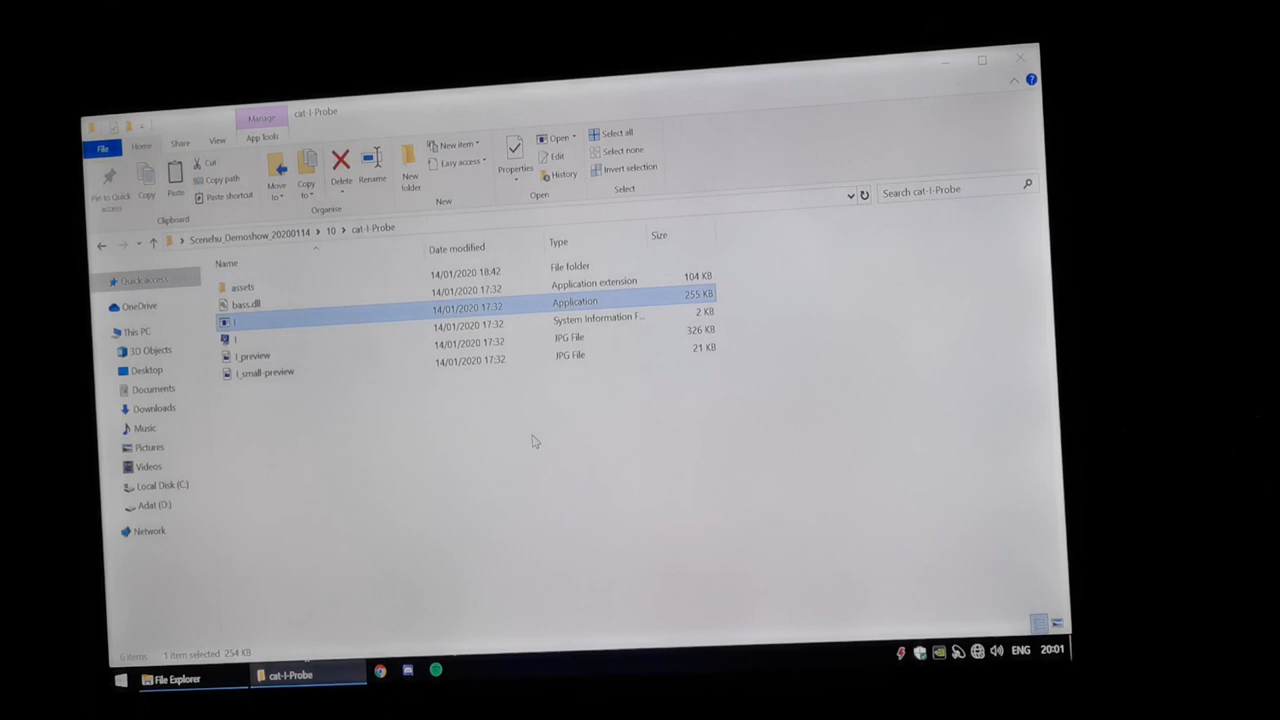 Manage
cat-I-Probe
File
Home
Share
View
App Tools
Pin to Quick access
Copy
Paste
Cut
Copy path
Paste shortcut
Clipboard
Move to
Copy to
Delete
Rename
Organise
New folder
New item
Easy access
New
Properties
Open
Edit
History
Open
Select all
Select none
Invert selection
Select
Scenehu_Demoshow_20200114 > 10 > cat-I-Probe
Search cat-I-Probe
Name
Date modified
Type
Size
assets
14/01/2020 18:42
File folder
bass.dll
14/01/2020 17:32
Application extension
104 KB
I
14/01/2020 17:32
Application
255 KB
I
14/01/2020 17:32
System Information F...
2 KB
I_preview
14/01/2020 17:32
JPG File
326 KB
I_small-preview
14/01/2020 17:32
JPG File
21 KB
Quick access
OneDrive
This PC
3D Objects
Desktop
Documents
Downloads
Music
Pictures
Videos
Local Disk (C:)
Adat (D:)
Network
6 items
1 item selected 254 KB
File Explorer
cat-I-Probe
ENG
20:01